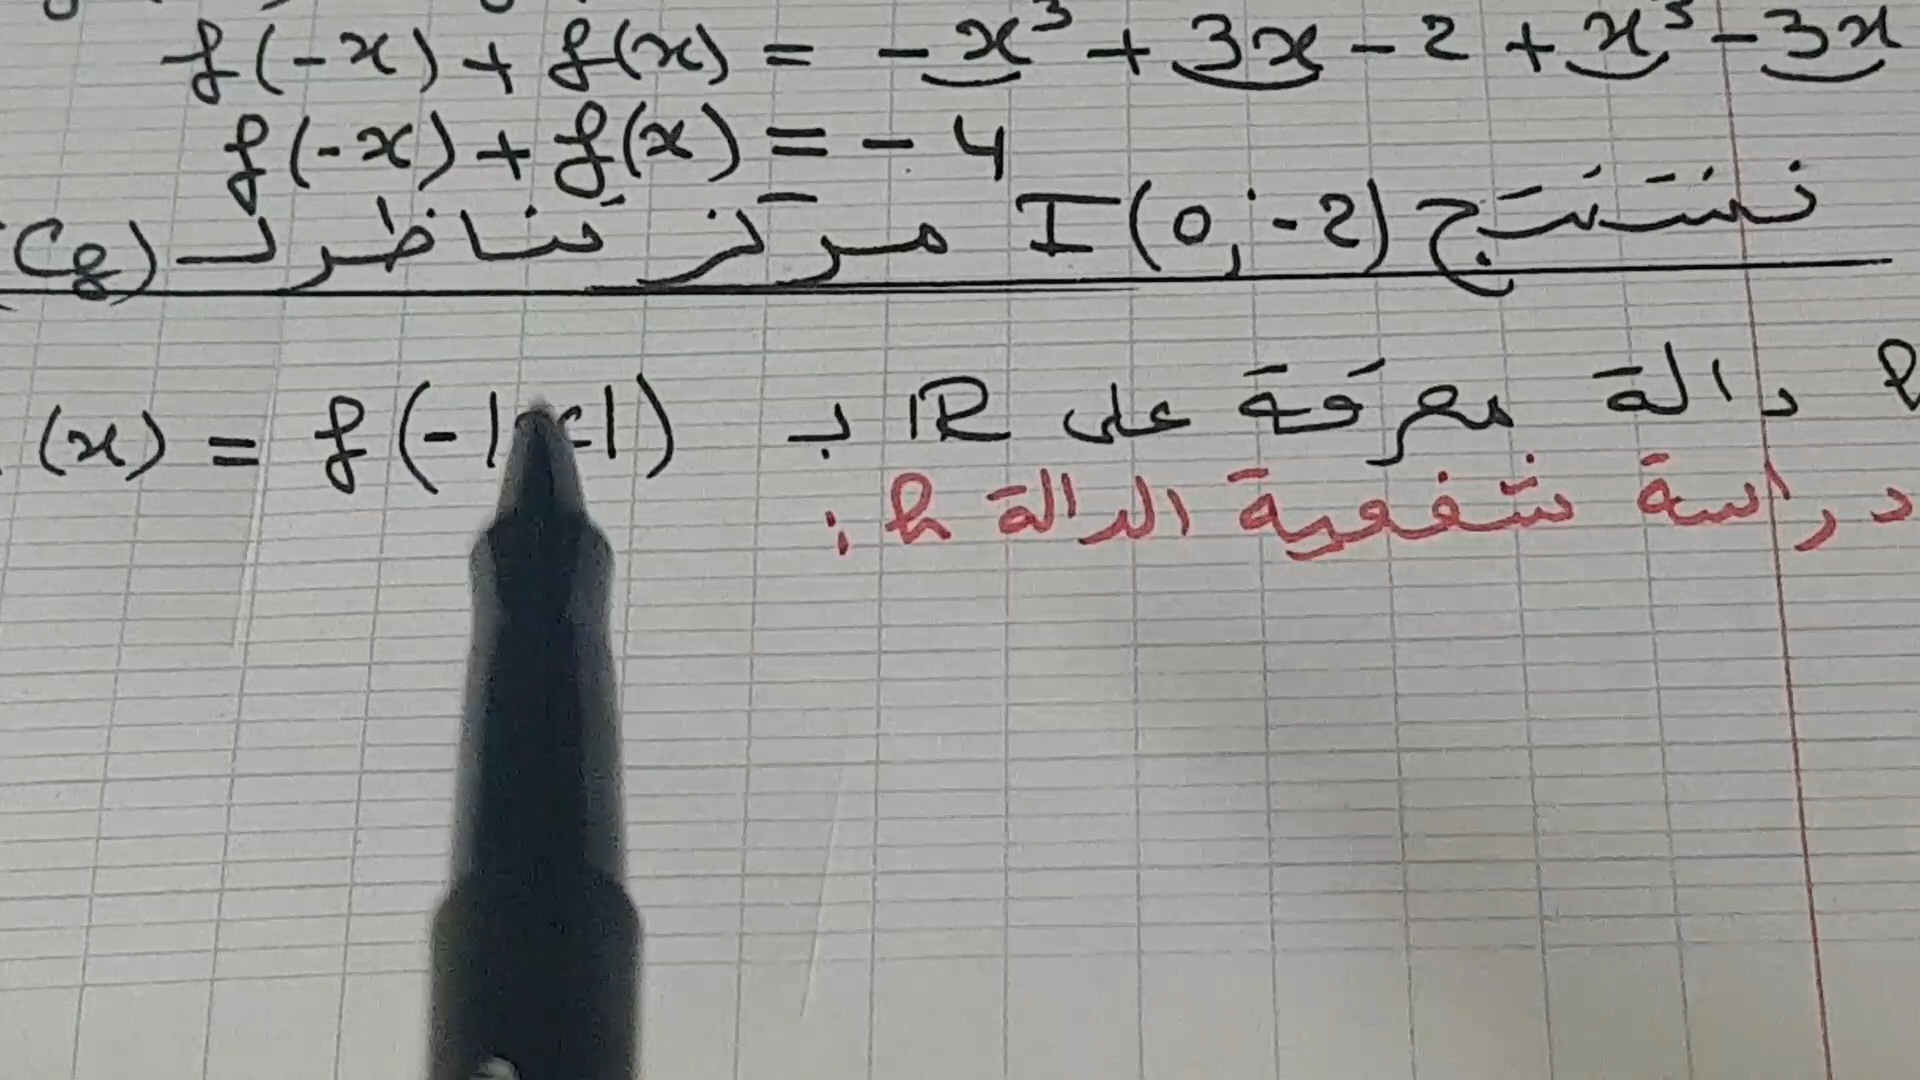 f(-x) + f(x) = -x³ + 3x - 2 + x³ - 3x
f(-x) + f(x) = - 4
نستنتج I(0; -2) مركز تناظر لـ (Cf)
h دالة معرفة على IR بـ (x) = f(-|x|)
دراسة شفعية الدالة h :